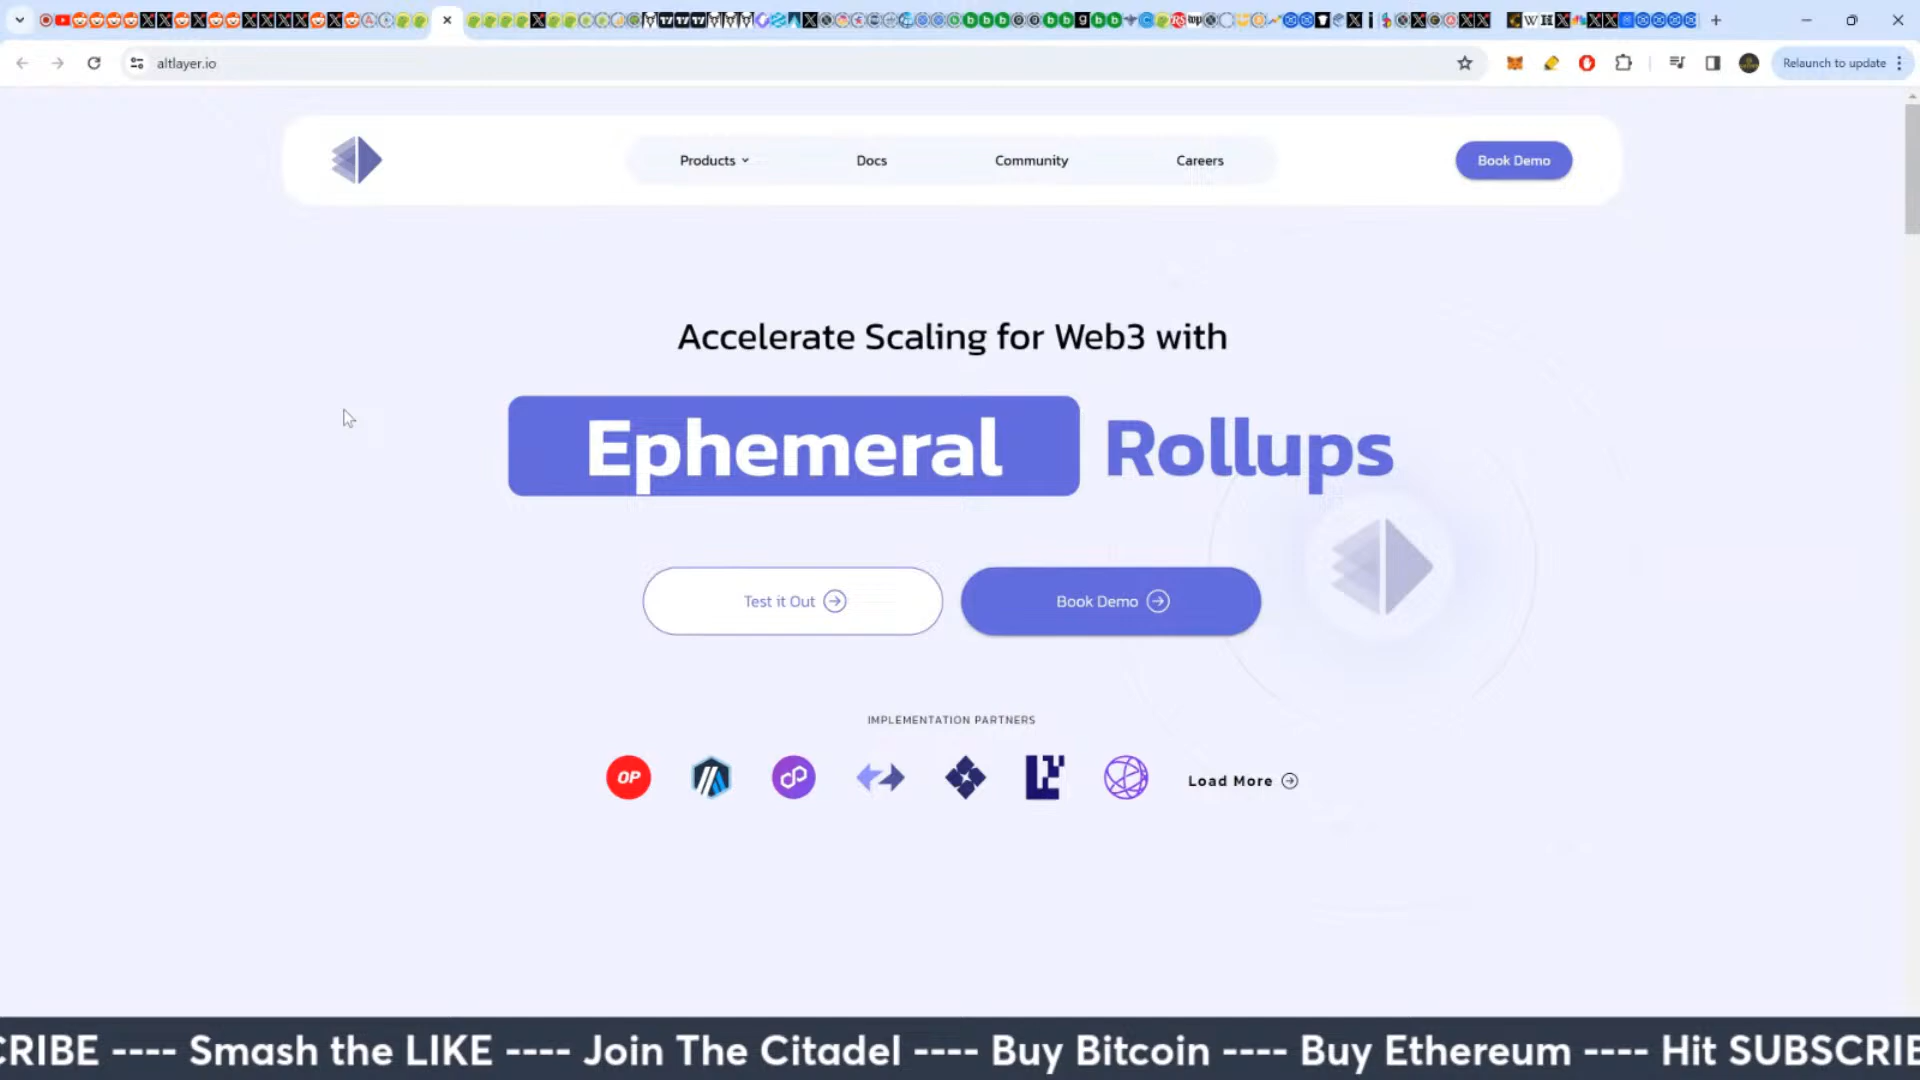 altlayer.io
Relaunch to update
Products
Docs
Community
Careers
Book Demo
Accelerate Scaling for Web3 with
Ephemeral Rollups
Test it Out
Book Demo
IMPLEMENTATION PARTNERS
OP
Load More
CRIBE ---- Smash the LIKE ---- Join The Citadel ---- Buy Bitcoin ---- Buy Ethereum ---- Hit SUBSCRIBE